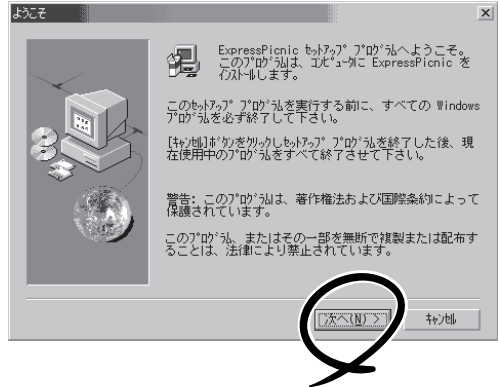 ようこそ
ExpressPicnic ｾｯﾄｱｯﾌﾟ ﾌﾟﾛｸﾞﾗﾑへようこそ。
このﾌﾟﾛｸﾞﾗﾑは、ｺﾝﾋﾟｭｰﾀに ExpressPicnic を
ｲﾝｽﾄｰﾙします。
このｾｯﾄｱｯﾌﾟ ﾌﾟﾛｸﾞﾗﾑを実行する前に、すべての Windows
ﾌﾟﾛｸﾞﾗﾑを必ず終了して下さい。
[ｷｬﾝｾﾙ]ﾎﾞﾀﾝをｸﾘｯｸしｾｯﾄｱｯﾌﾟ ﾌﾟﾛｸﾞﾗﾑを終了した後、現
在使用中のﾌﾟﾛｸﾞﾗﾑをすべて終了させて下さい。
警告: このﾌﾟﾛｸﾞﾗﾑは、著作権法および国際条約によって
保護されています。
このﾌﾟﾛｸﾞﾗﾑ、またはその一部を無断で複製または配布す
ることは、法律により禁止されています。
次へ(N) >
ｷｬﾝｾﾙ